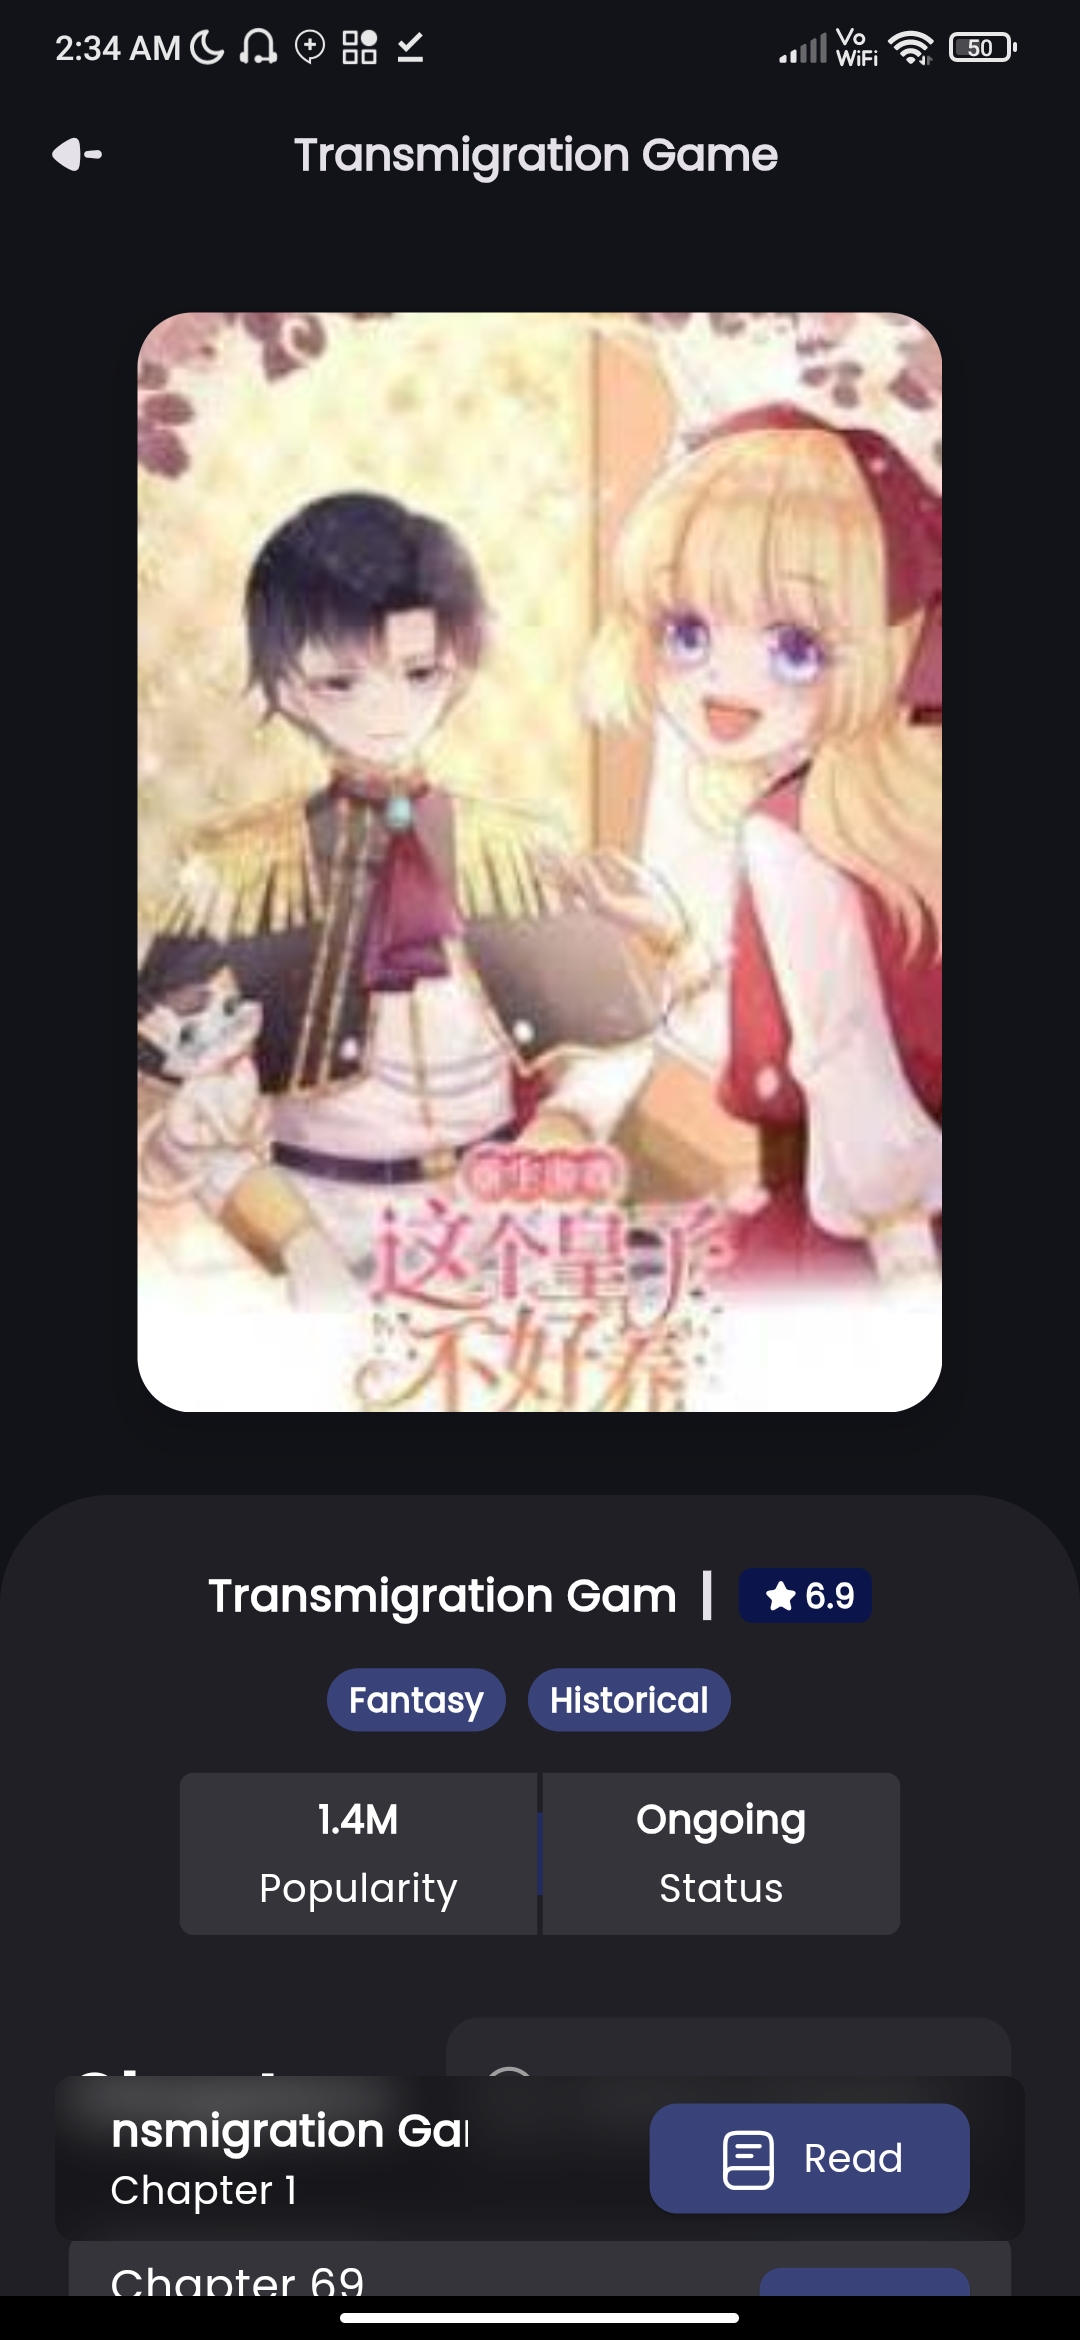 2:34 AM
Vo
WiFi
50
Transmigration Game
这个皇子
不好养
Transmigration Gam
6.9
Fantasy
Historical
1.4M
Popularity
Ongoing
Status
nsmigration Ga
Chapter 1
Read
Chapter 69